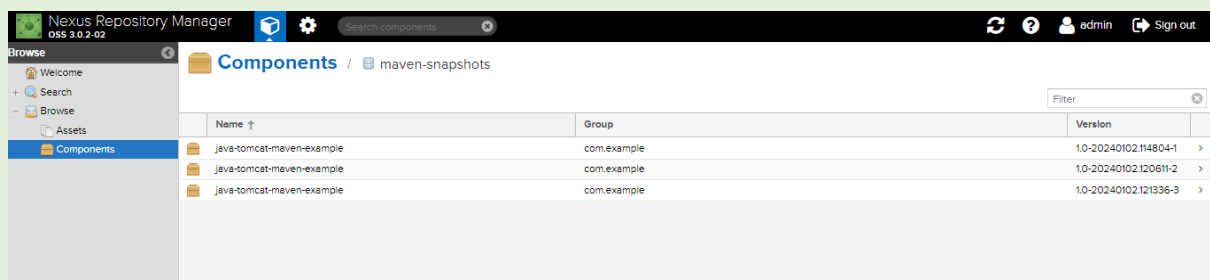 Nexus Repository Manager
OSS 3.0.2-02
Search components
admin
Sign out
Browse
Welcome
Search
Browse
Assets
Components
Components / maven-snapshots
Filter
Name Group Version
java-tomcat-maven-example com.example 1.0-20240102.114804-1
java-tomcat-maven-example com.example 1.0-20240102.120611-2
java-tomcat-maven-example com.example 1.0-20240102.121336-3